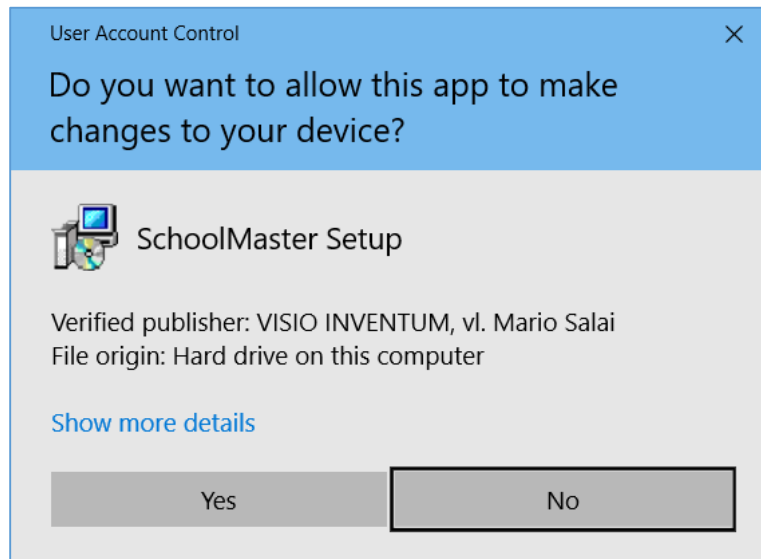 User Account Control
Do you want to allow this app to make
changes to your device?
SchoolMaster Setup
Verified publisher: VISIO INVENTUM, vl. Mario Salai
File origin: Hard drive on this computer
Show more details
Yes
No